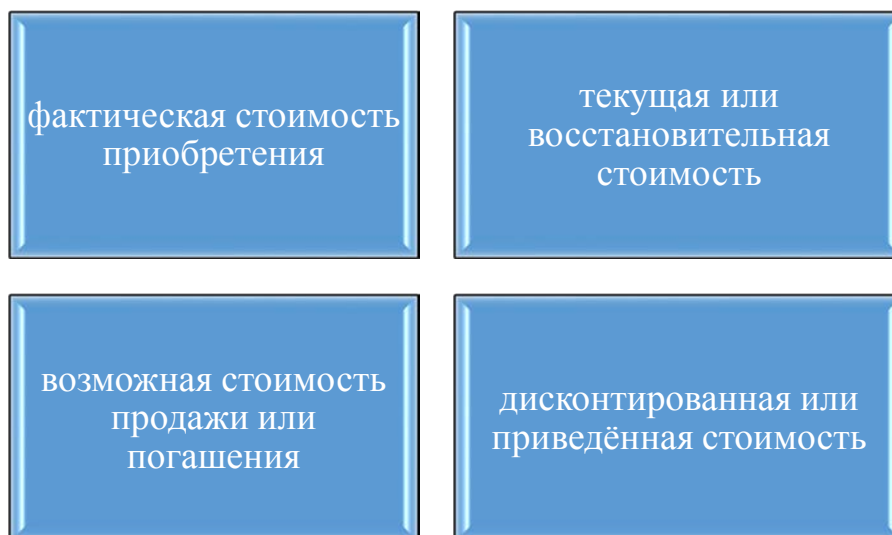 фактическая стоимость
приобретения
текущая или
восстановительная
стоимость
возможная стоимость
продажи или
погашения
дисконтированная или
приведённая стоимость